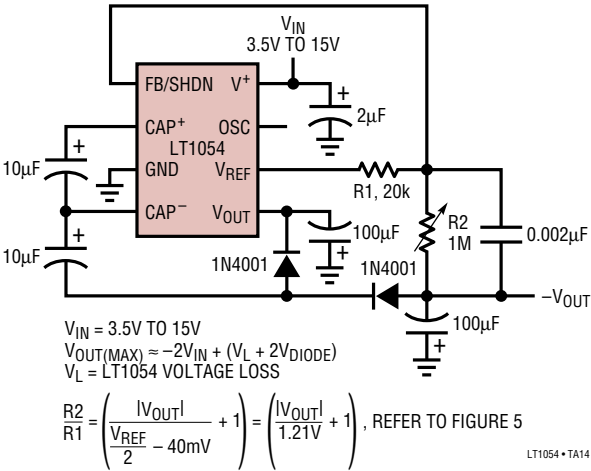 V_IN
3.5V TO 15V
FB/SHDN V+
2µF
CAP+ OSC
LT1054
10µF
GND V_REF
R1, 20k
CAP− V_OUT
100µF
R2
1M
0.002µF
10µF
1N4001
1N4001
−V_OUT
100µF
V_IN = 3.5V TO 15V
V_OUT(MAX) ≈ −2V_IN + (V_L + 2V_DIODE)
V_L = LT1054 VOLTAGE LOSS
R2/R1 = (|V_OUT| / (V_REF/2 − 40mV) + 1) = (|V_OUT|/1.21V + 1), REFER TO FIGURE 5
LT1054 • TA14